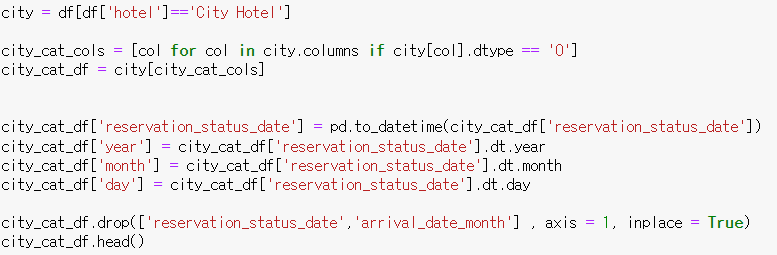 city = df[df['hotel']=='City Hotel']
city_cat_cols = [col for col in city.columns if city[col].dtype == 'O']
city_cat_df = city[city_cat_cols]
city_cat_df['reservation_status_date'] = pd.to_datetime(city_cat_df['reservation_status_date'])
city_cat_df['year'] = city_cat_df['reservation_status_date'].dt.year
city_cat_df['month'] = city_cat_df['reservation_status_date'].dt.month
city_cat_df['day'] = city_cat_df['reservation_status_date'].dt.day
city_cat_df.drop(['reservation_status_date','arrival_date_month'] , axis = 1, inplace = True)
city_cat_df.head()